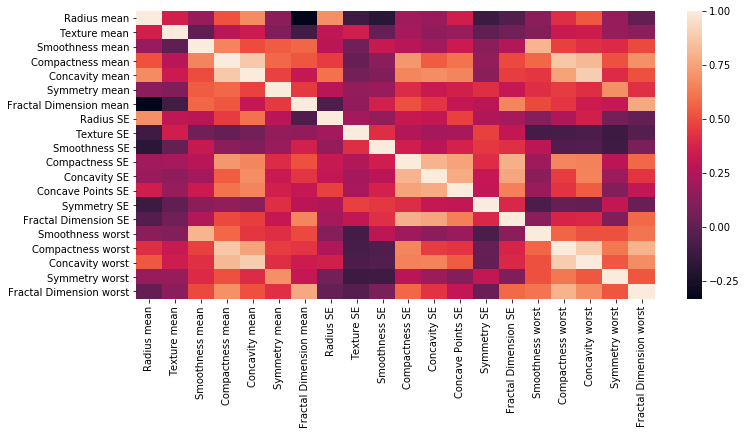 Radius mean
Texture mean
Smoothness mean
Compactness mean
Concavity mean
Symmetry mean
Fractal Dimension mean
Radius SE
Texture SE
Smoothness SE
Compactness SE
Concavity SE
Concave Points SE
Symmetry SE
Fractal Dimension SE
Smoothness worst
Compactness worst
Concavity worst
Symmetry worst
Fractal Dimension worst
Radius mean
Texture mean
Smoothness mean
Compactness mean
Concavity mean
Symmetry mean
Fractal Dimension mean
Radius SE
Texture SE
Smoothness SE
Compactness SE
Concavity SE
Concave Points SE
Symmetry SE
Fractal Dimension SE
Smoothness worst
Compactness worst
Concavity worst
Symmetry worst
Fractal Dimension worst
1.00
0.75
0.50
0.25
0.00
−0.25